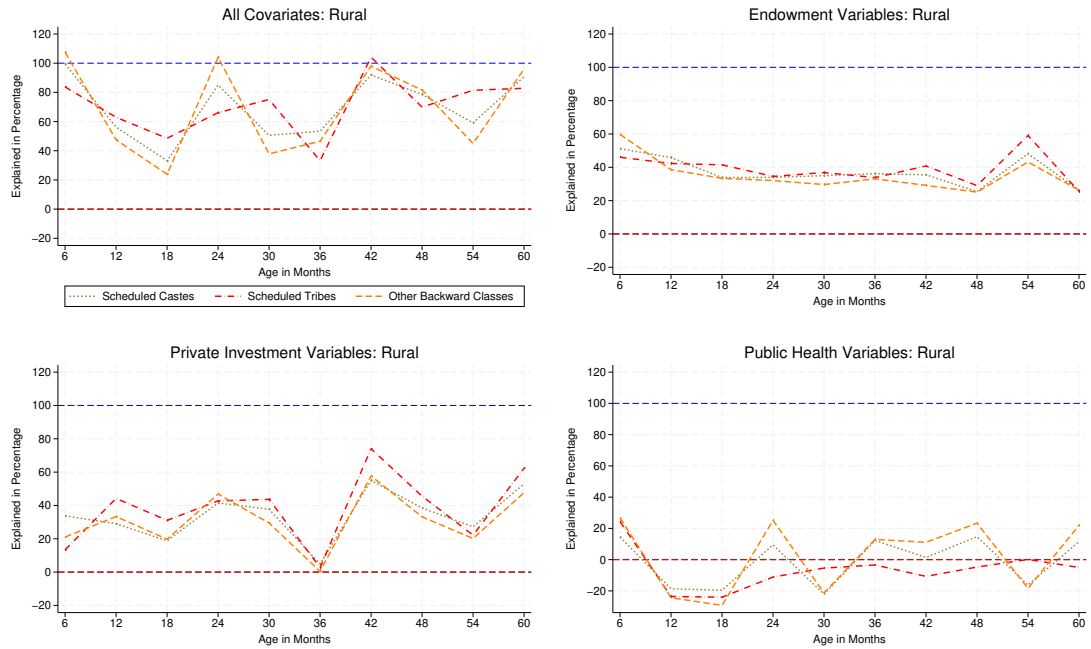 All Covariates: Rural
Explained in Percentage
120
100
80
60
40
20
0
−20
6 12 18 24 30 36 42 48 54 60
Age in Months
Scheduled Castes Scheduled Tribes Other Backward Classes
Endowment Variables: Rural
Explained in Percentage
120
100
80
60
40
20
0
−20
6 12 18 24 30 36 42 48 54 60
Age in Months
Private Investment Variables: Rural
Explained in Percentage
120
100
80
60
40
20
0
−20
6 12 18 24 30 36 42 48 54 60
Age in Months
Public Health Variables: Rural
Explained in Percentage
120
100
80
60
40
20
0
−20
6 12 18 24 30 36 42 48 54 60
Age in Months